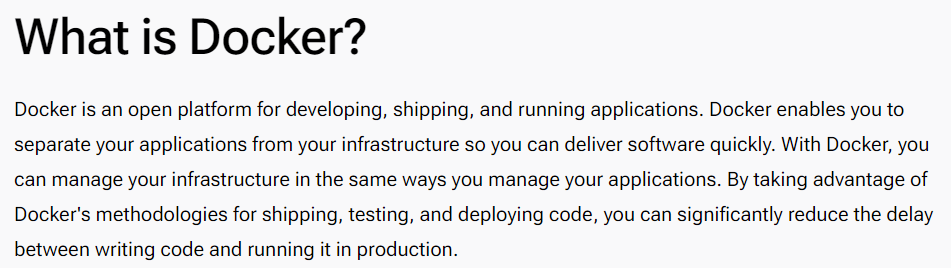 What is Docker?
Docker is an open platform for developing, shipping, and running applications. Docker enables you to
separate your applications from your infrastructure so you can deliver software quickly. With Docker, you
can manage your infrastructure in the same ways you manage your applications. By taking advantage of
Docker's methodologies for shipping, testing, and deploying code, you can significantly reduce the delay
between writing code and running it in production.